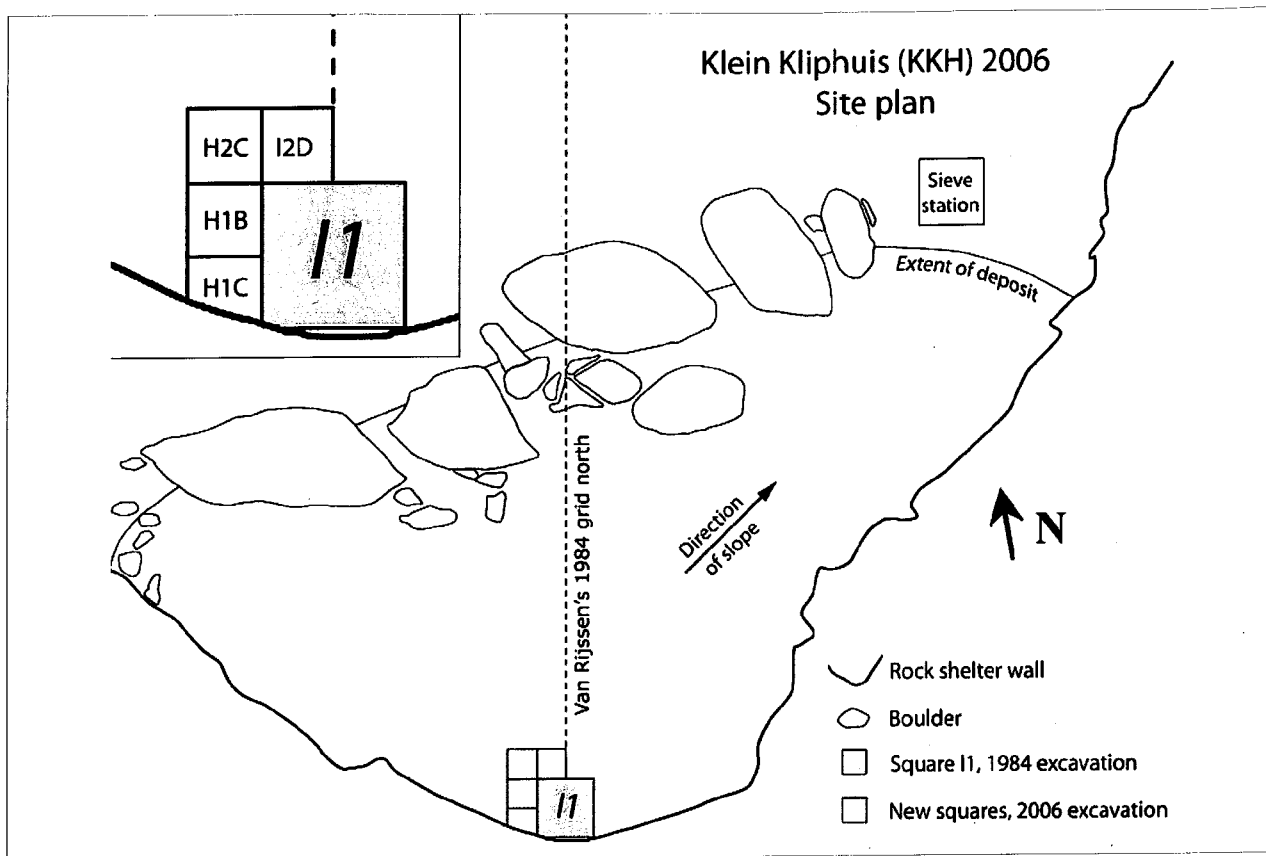 Klein Kliphuis (KKH) 2006
Site plan
H2C
I2D
H1B
I1
H1C
Sieve
station
Extent of deposit
Van Rijssen's 1984 grid north
Direction
of slope
N
Rock shelter wall
Boulder
Square I1, 1984 excavation
New squares, 2006 excavation
I1